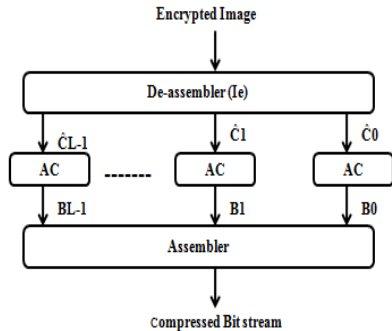 Encrypted Image
De-assembler (Ie)
ĈL-1 Ĉ1 Ĉ0
AC ------- AC AC
BL-1 B1 B0
Assembler
Compressed Bit stream